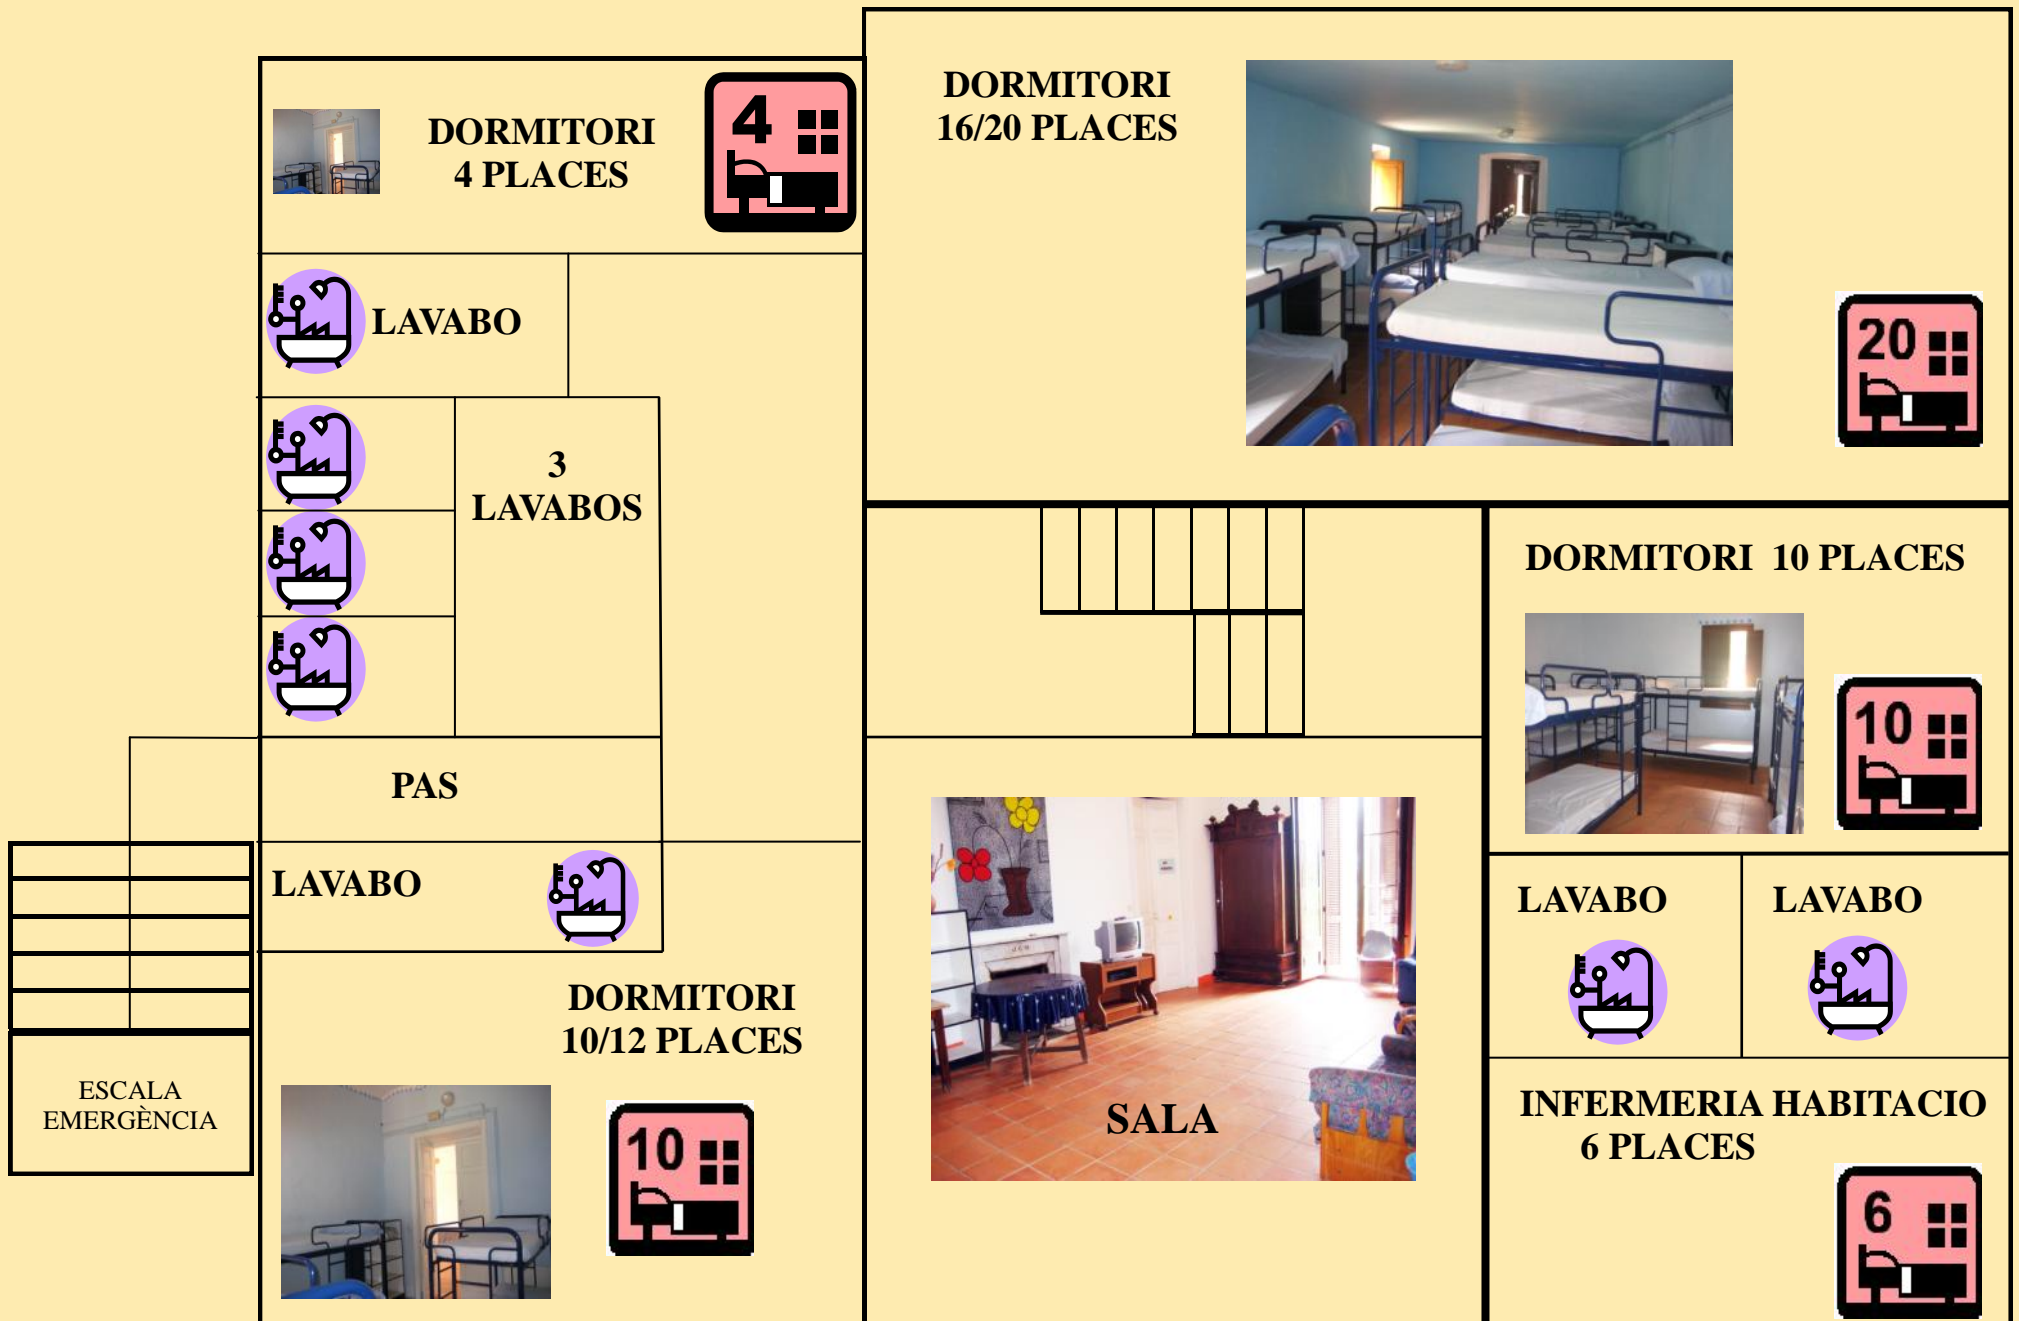 DORMITORI
4 PLACES
4
DORMITORI
16/20 PLACES
20
LAVABO
3
LAVABOS
PAS
LAVABO
DORMITORI
10/12 PLACES
10
ESCALA
EMERGÈNCIA
SALA
DORMITORI 10 PLACES
10
LAVABO
LAVABO
INFERMERIA HABITACIO
6 PLACES
6